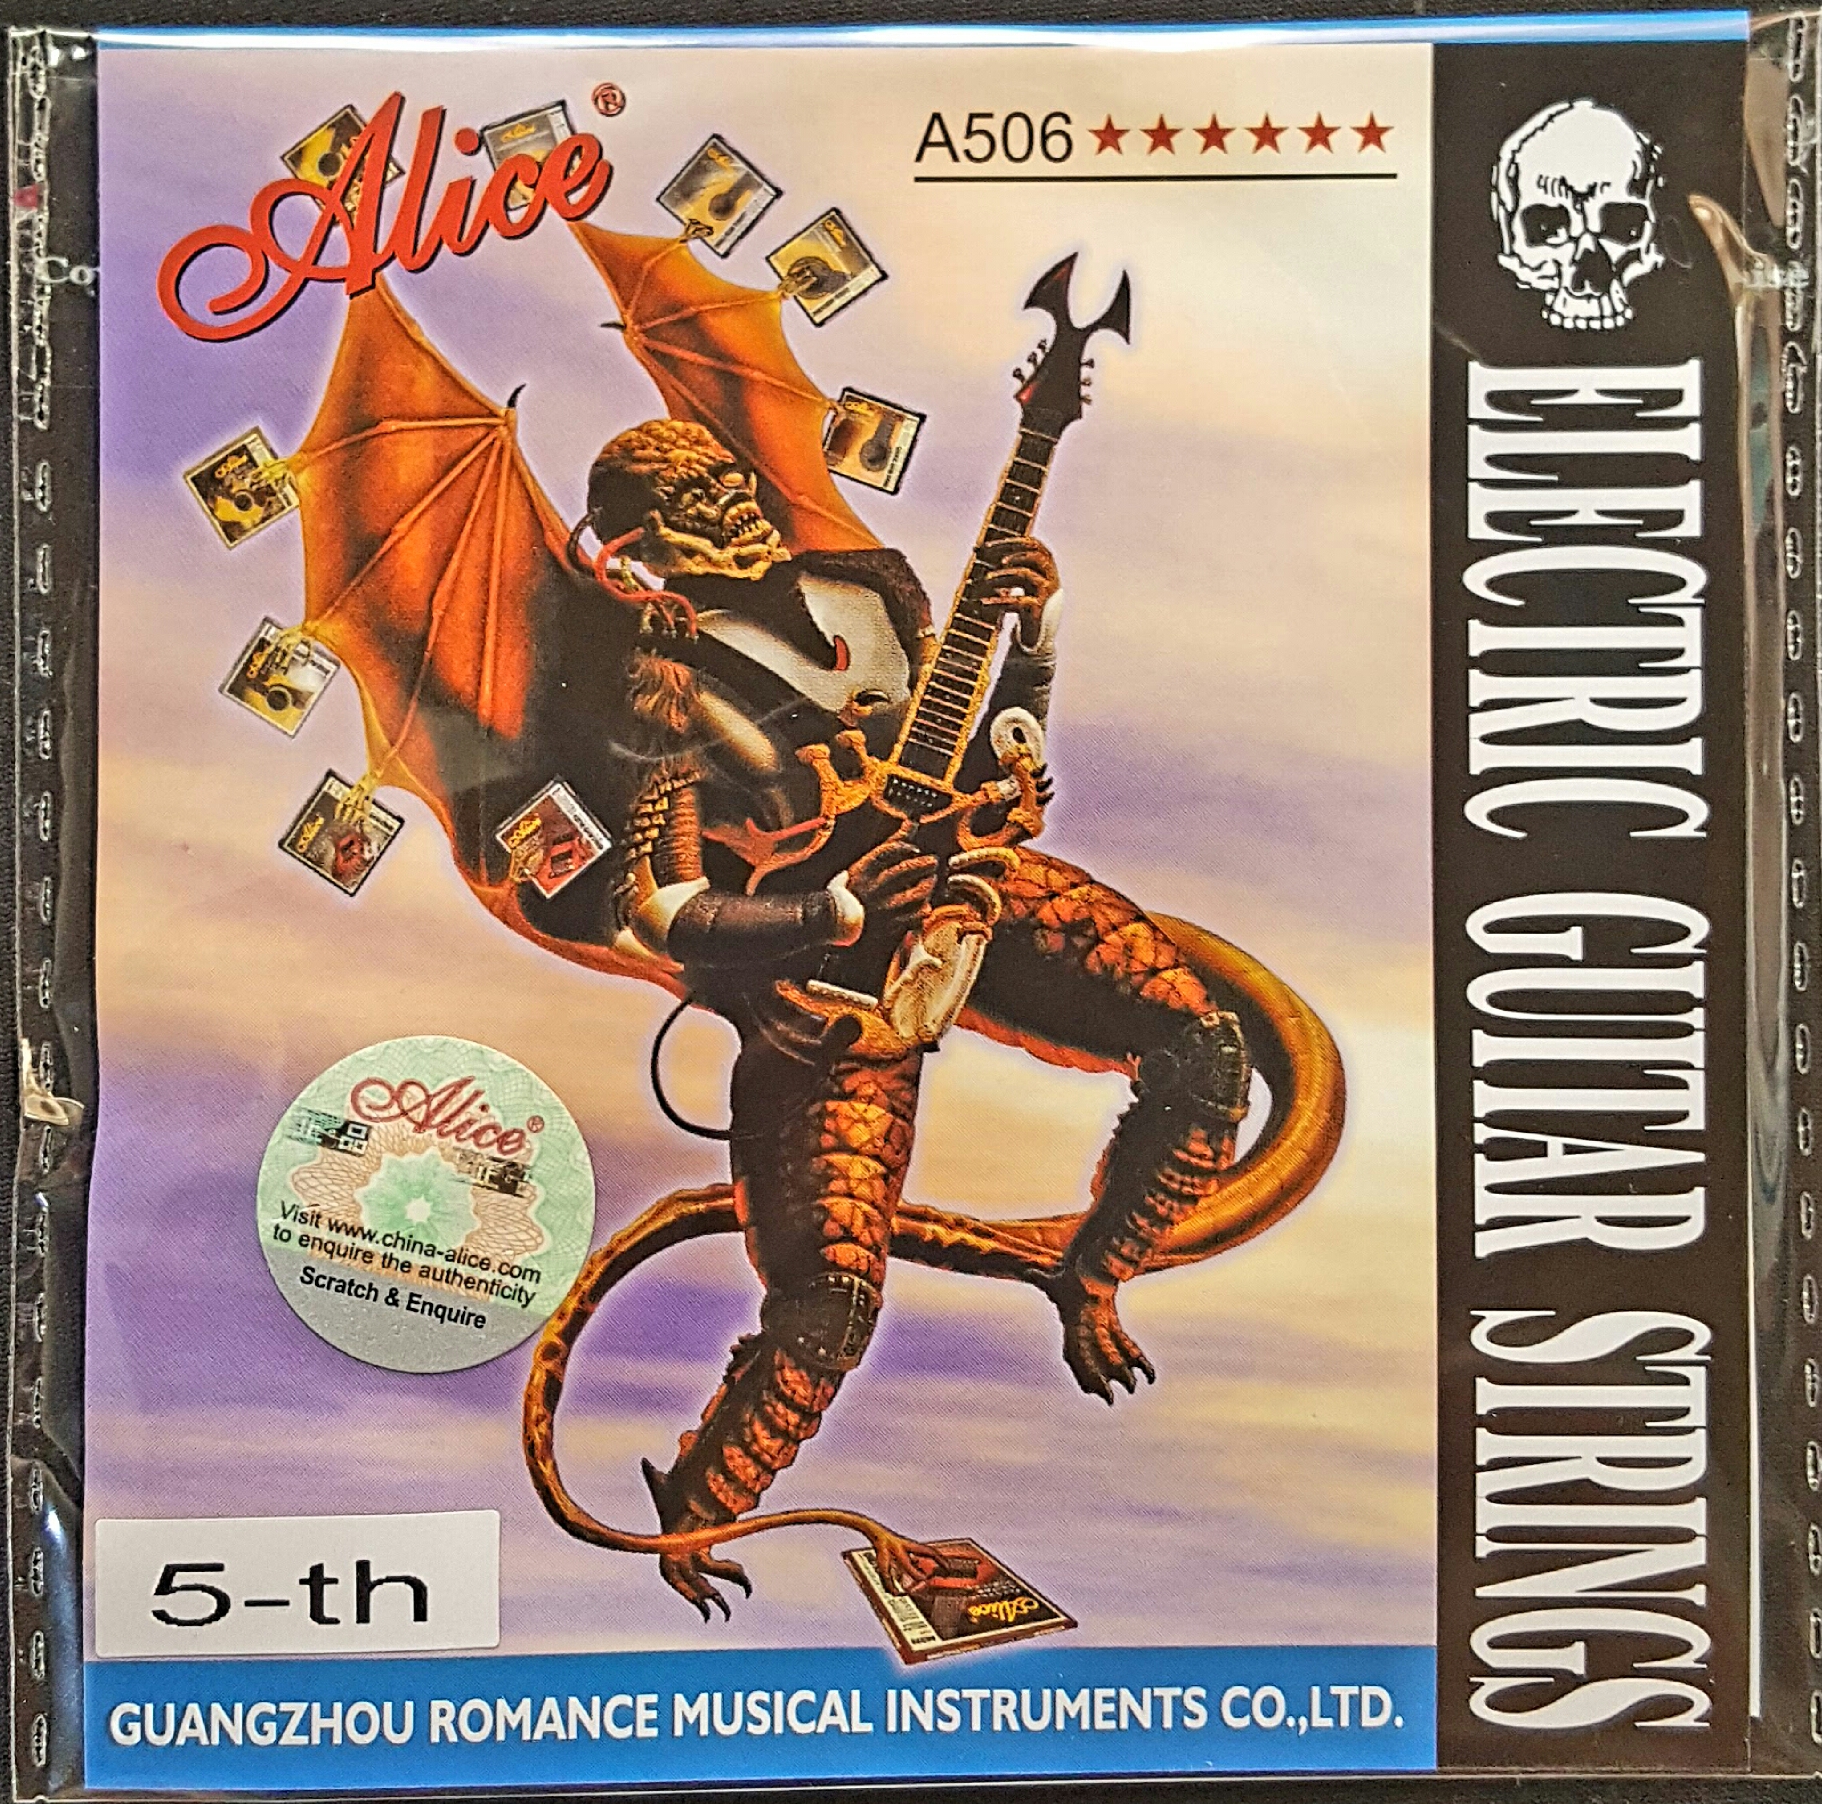 Alice®
A506 ★★★★★★
ELECTRIC GUITAR STRINGS
Alice®
Visit www.china-alice.com
to enquire the authenticity
Scratch & Enquire
5-th
Alice
GUANGZHOU ROMANCE MUSICAL INSTRUMENTS CO.,LTD.